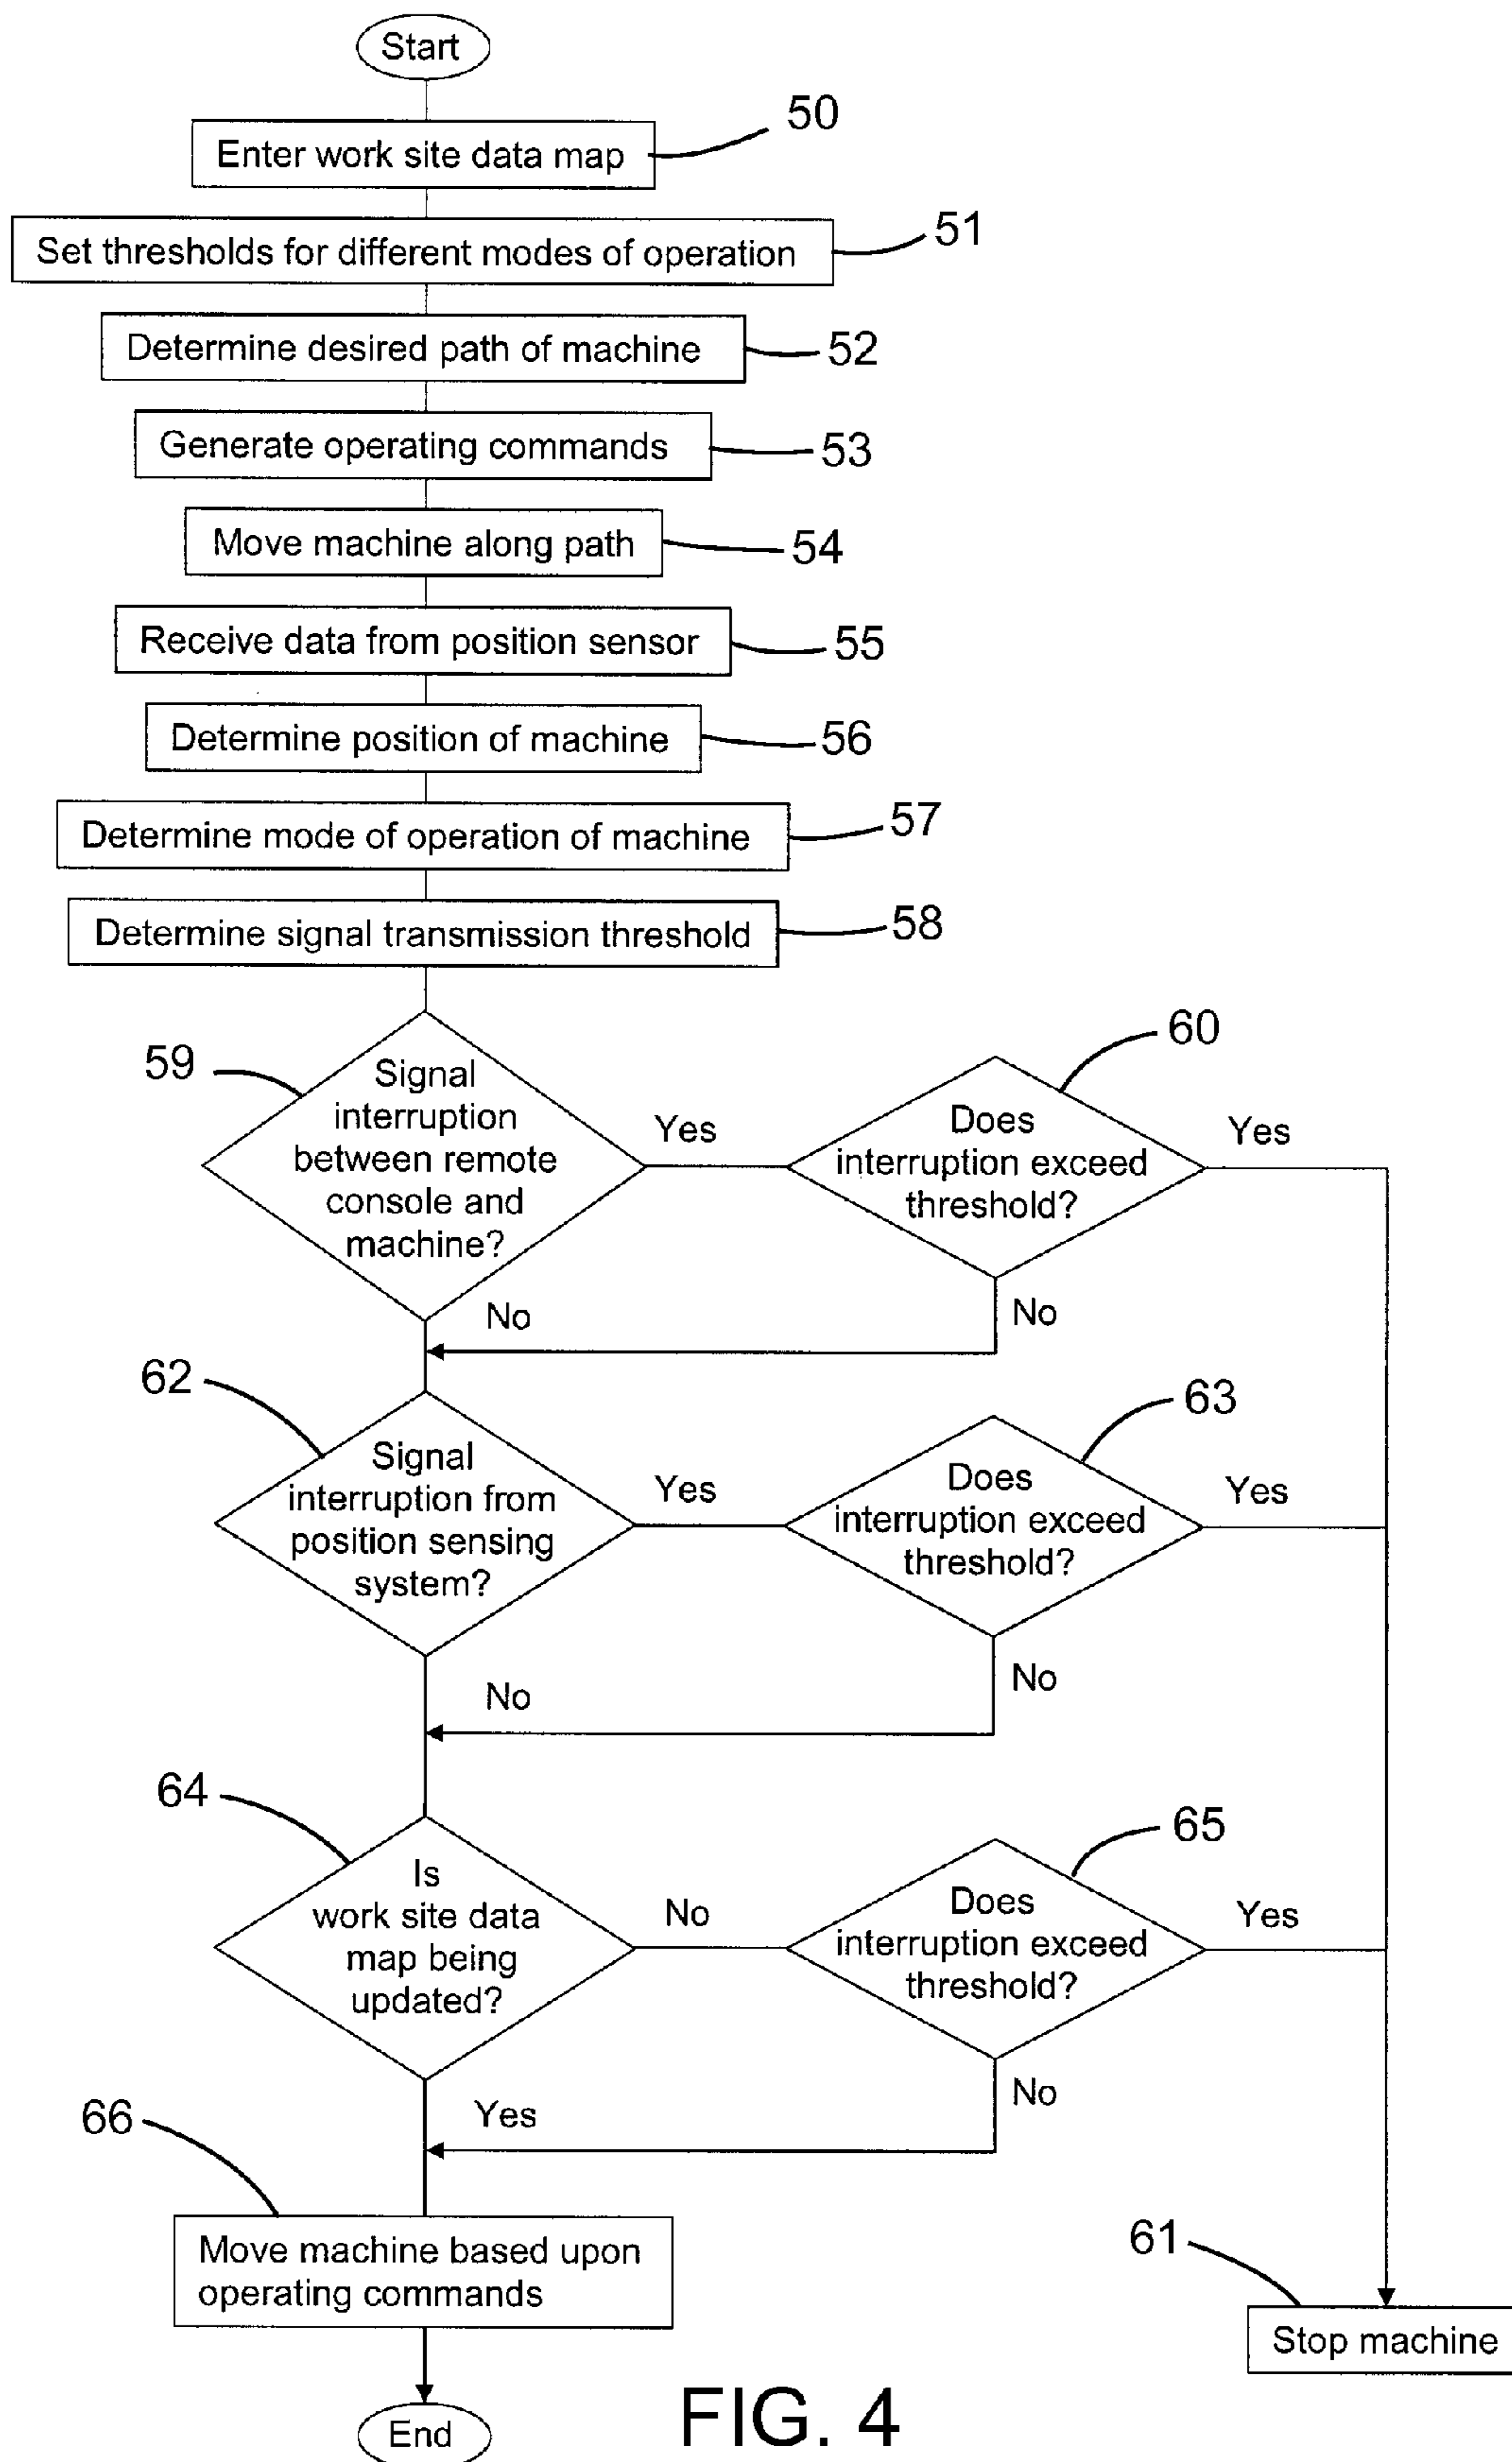 Start
50
Enter work site data map
51
Set thresholds for different modes of operation
Determine desired path of machine
52
Generate operating commands
53
Move machine along path
54
Receive data from position sensor
55
Determine position of machine
56
Determine mode of operation of machine
57
Determine signal transmission threshold
58
59
Signal
interruption
between remote
console and
machine?
Yes
60
Does
interruption exceed
threshold?
Yes
No
No
62
Signal
interruption from
position sensing
system?
Yes
63
Does
interruption exceed
threshold?
Yes
No
No
64
Is
work site data
map being
updated?
No
65
Does
interruption exceed
threshold?
Yes
No
Yes
66
Move machine based upon
operating commands
61
Stop machine
End
FIG. 4